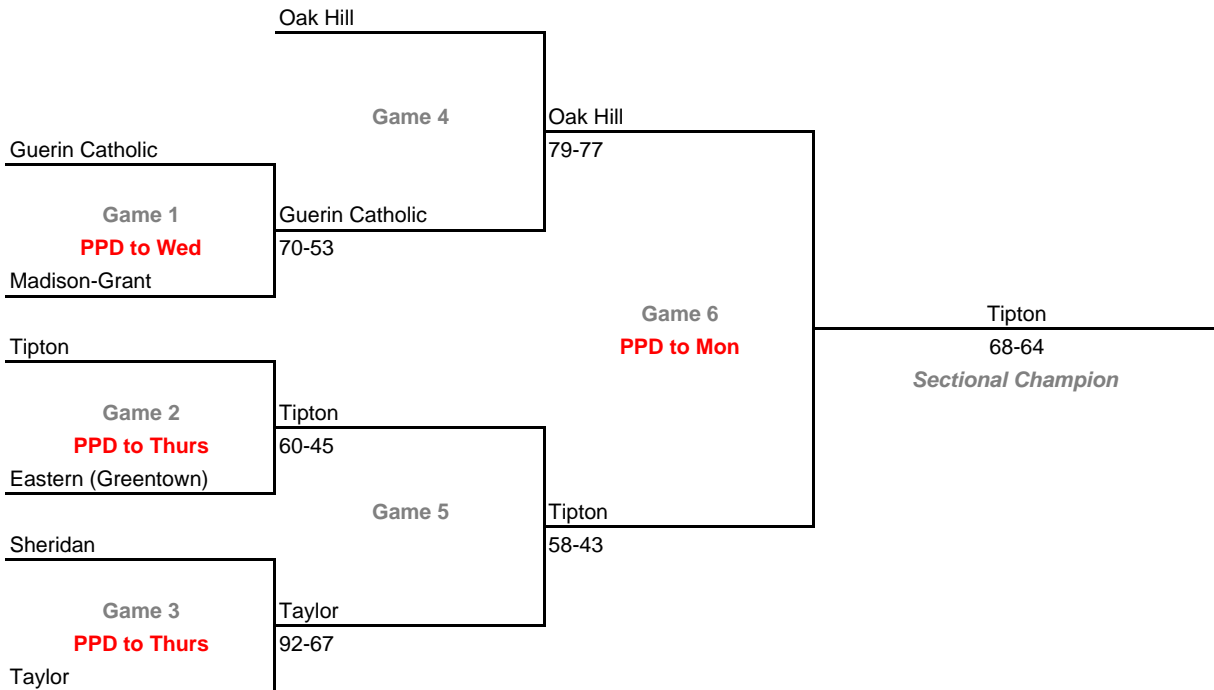 Oak Hill
Game 4
Oak Hill
Guerin Catholic
79-77
Game 1
Guerin Catholic
PPD to Wed
70-53
Madison-Grant
Game 6
Tipton
Tipton
PPD to Mon
68-64
Sectional Champion
Game 2
Tipton
PPD to Thurs
60-45
Eastern (Greentown)
Game 5
Tipton
Sheridan
58-43
Game 3
Taylor
PPD to Thurs
92-67
Taylor